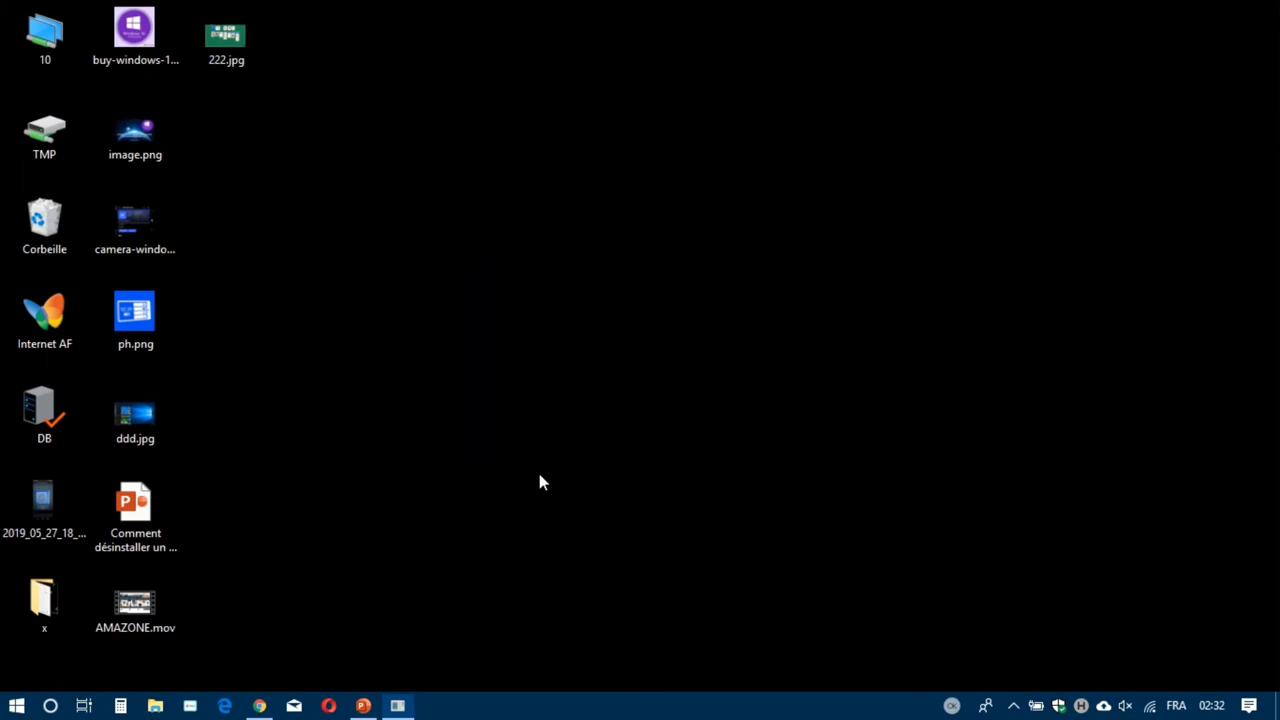 10
buy-windows-1...
222.jpg
TMP
image.png
Corbeille
camera-windo...
Internet AF
ph.png
DB
ddd.jpg
2019_05_27_18_...
Comment
désinstaller un ...
x
AMAZONE.mov
FRA
02:32